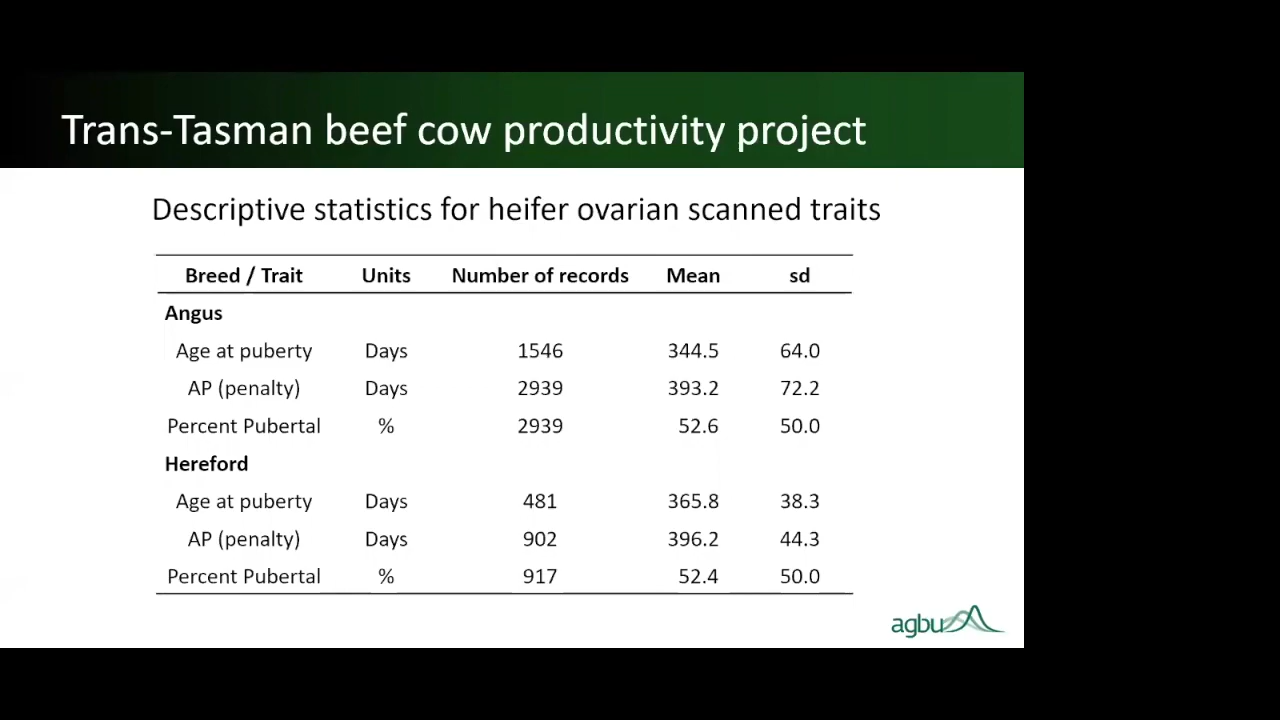 Trans-Tasman beef cow productivity project
Descriptive statistics for heifer ovarian scanned traits
Breed / Trait Units Number of records Mean sd
Angus
Age at puberty Days 1546 344.5 64.0
AP (penalty) Days 2939 393.2 72.2
Percent Pubertal % 2939 52.6 50.0
Hereford
Age at puberty Days 481 365.8 38.3
AP (penalty) Days 902 396.2 44.3
Percent Pubertal % 917 52.4 50.0
agbu